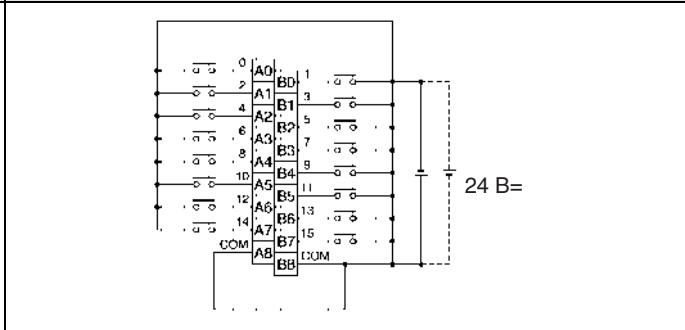 0 A0
B0 1
2 A1
B1 3
4 A2
B2 5
6 A3
B3 7
8 A4
B4 9
10 A5
B5 11
12 A6
B6 13
14 A7
B7 15
COM A8
B8 COM
24 В=